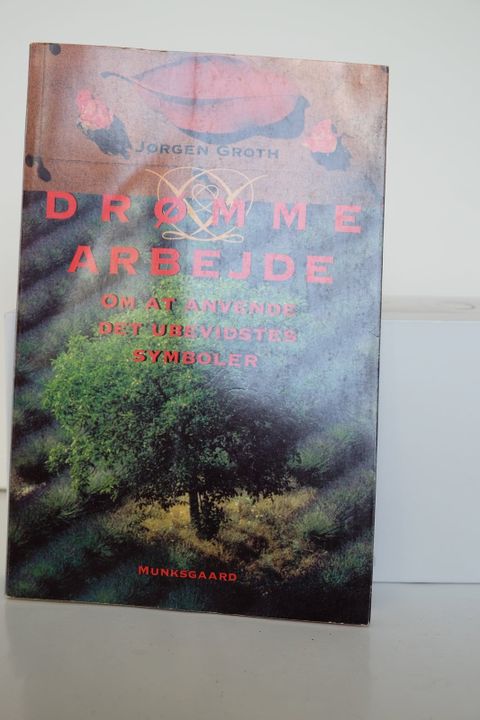 JØRGEN GROTH
DRØMME
ARBEJDE
OM AT ANVENDE
DET UBEVIDSTES
SYMBOLER
MUNKSGAARD